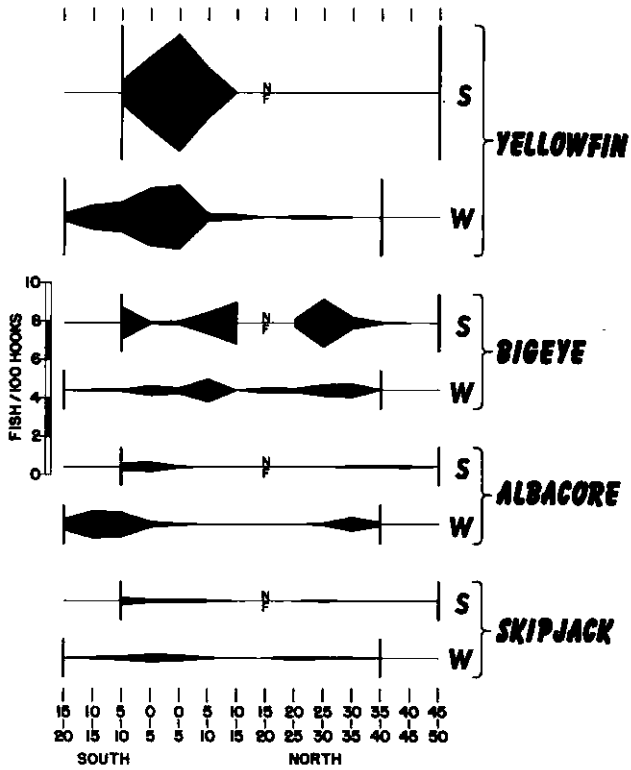 N
F
S
YELLOWFIN
W
10
8
6
4
2
0
FISH/100 HOOKS
N
F
S
BIGEYE
W
N
F
S
ALBACORE
W
N
F
S
SKIPJACK
W
15 10 5 0 0 5 10 15 20 25 30 35 40 45
20 15 10 5 5 10 15 20 25 30 35 40 45 50
SOUTH NORTH